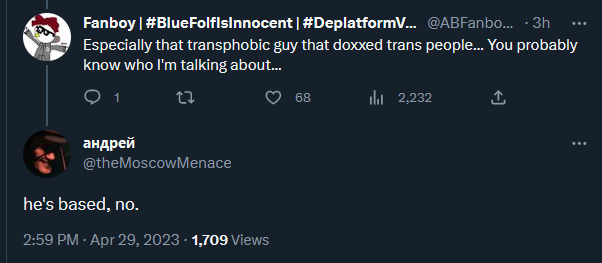 Fanboy | #BlueFolfIsInnocent | #DeplatformV... @ABFanbo... · 3h
Especially that transphobic guy that doxxed trans people... You probably
know who I'm talking about...
1 68 2,232
андрей
@theMoscowMenace
he's based, no.
2:59 PM · Apr 29, 2023 · 1,709 Views